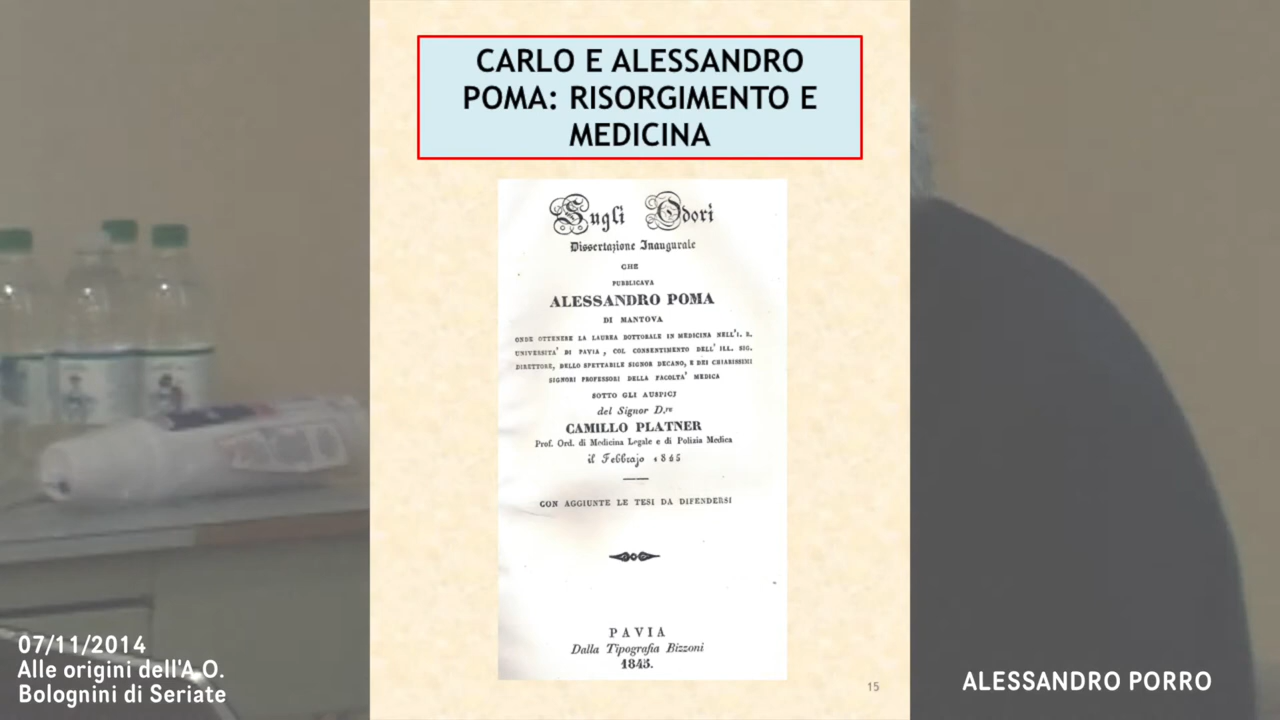 CARLO E ALESSANDRO
POMA: RISORGIMENTO E
MEDICINA
Sugli Odori
Dissertazione Inaugurale
CHE
PUBBLICAVA
ALESSANDRO POMA
DI MANTOVA
ONDE OTTENERE LA LAUREA DOTTORALE IN MEDICINA NELL'I. R.
UNIVERSITA' DI PAVIA, COL CONSENTIMENTO DELL' ILL. SIG.
DIRETTORE, DELLO SPETTABILE SIGNOR DECANO, E DEI CHIARISSIMI
SIGNORI PROFESSORI DELLA FACOLTA' MEDICA
SOTTO GLI AUSPICJ
del Signor D.re
CAMILLO PLATNER
Prof. Ord. di Medicina Legale e di Polizia Medica
il Febbrajo 1845
CON AGGIUNTE LE TESI DA DIFENDERSI
PAVIA
Dalla Tipografia Bizzoni
1845.
15
07/11/2014
Alle origini dell'A.O.
Bolognini di Seriate
ALESSANDRO PORRO